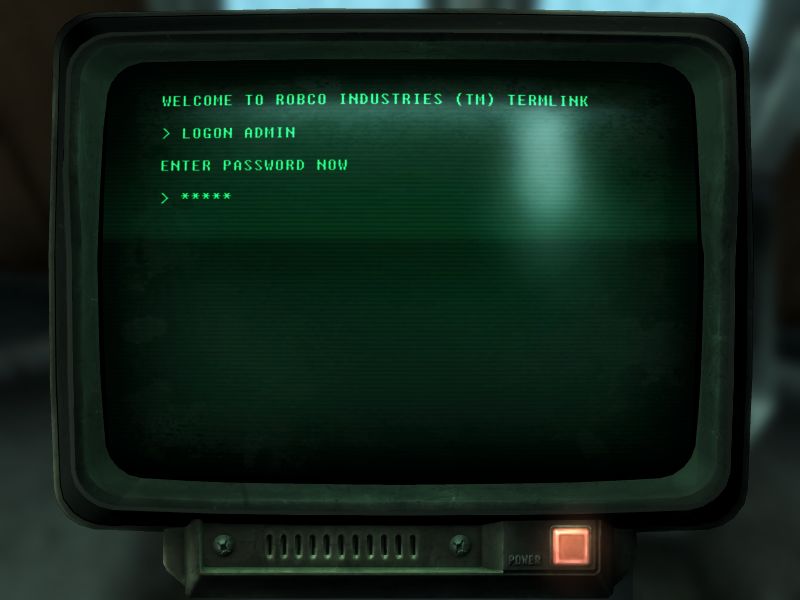 WELCOME TO ROBCO INDUSTRIES (TM) TERMLINK
> LOGON ADMIN
ENTER PASSWORD NOW
> *****
POWER